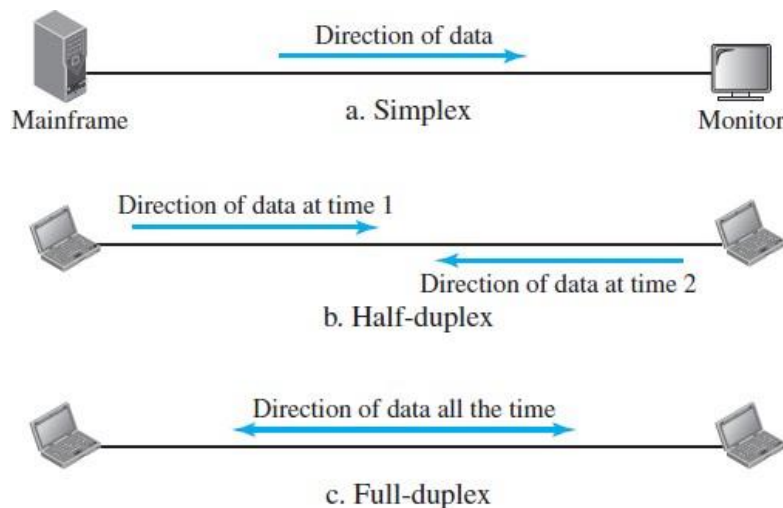 Direction of data
Mainframe
a. Simplex
Monitor
Direction of data at time 1
Direction of data at time 2
b. Half-duplex
Direction of data all the time
c. Full-duplex